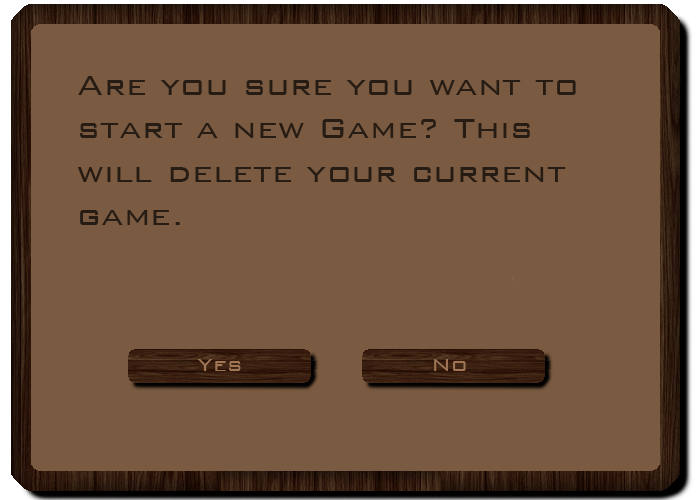 Are you sure you want to
start a new Game? This
will delete your current
game.
Yes
No